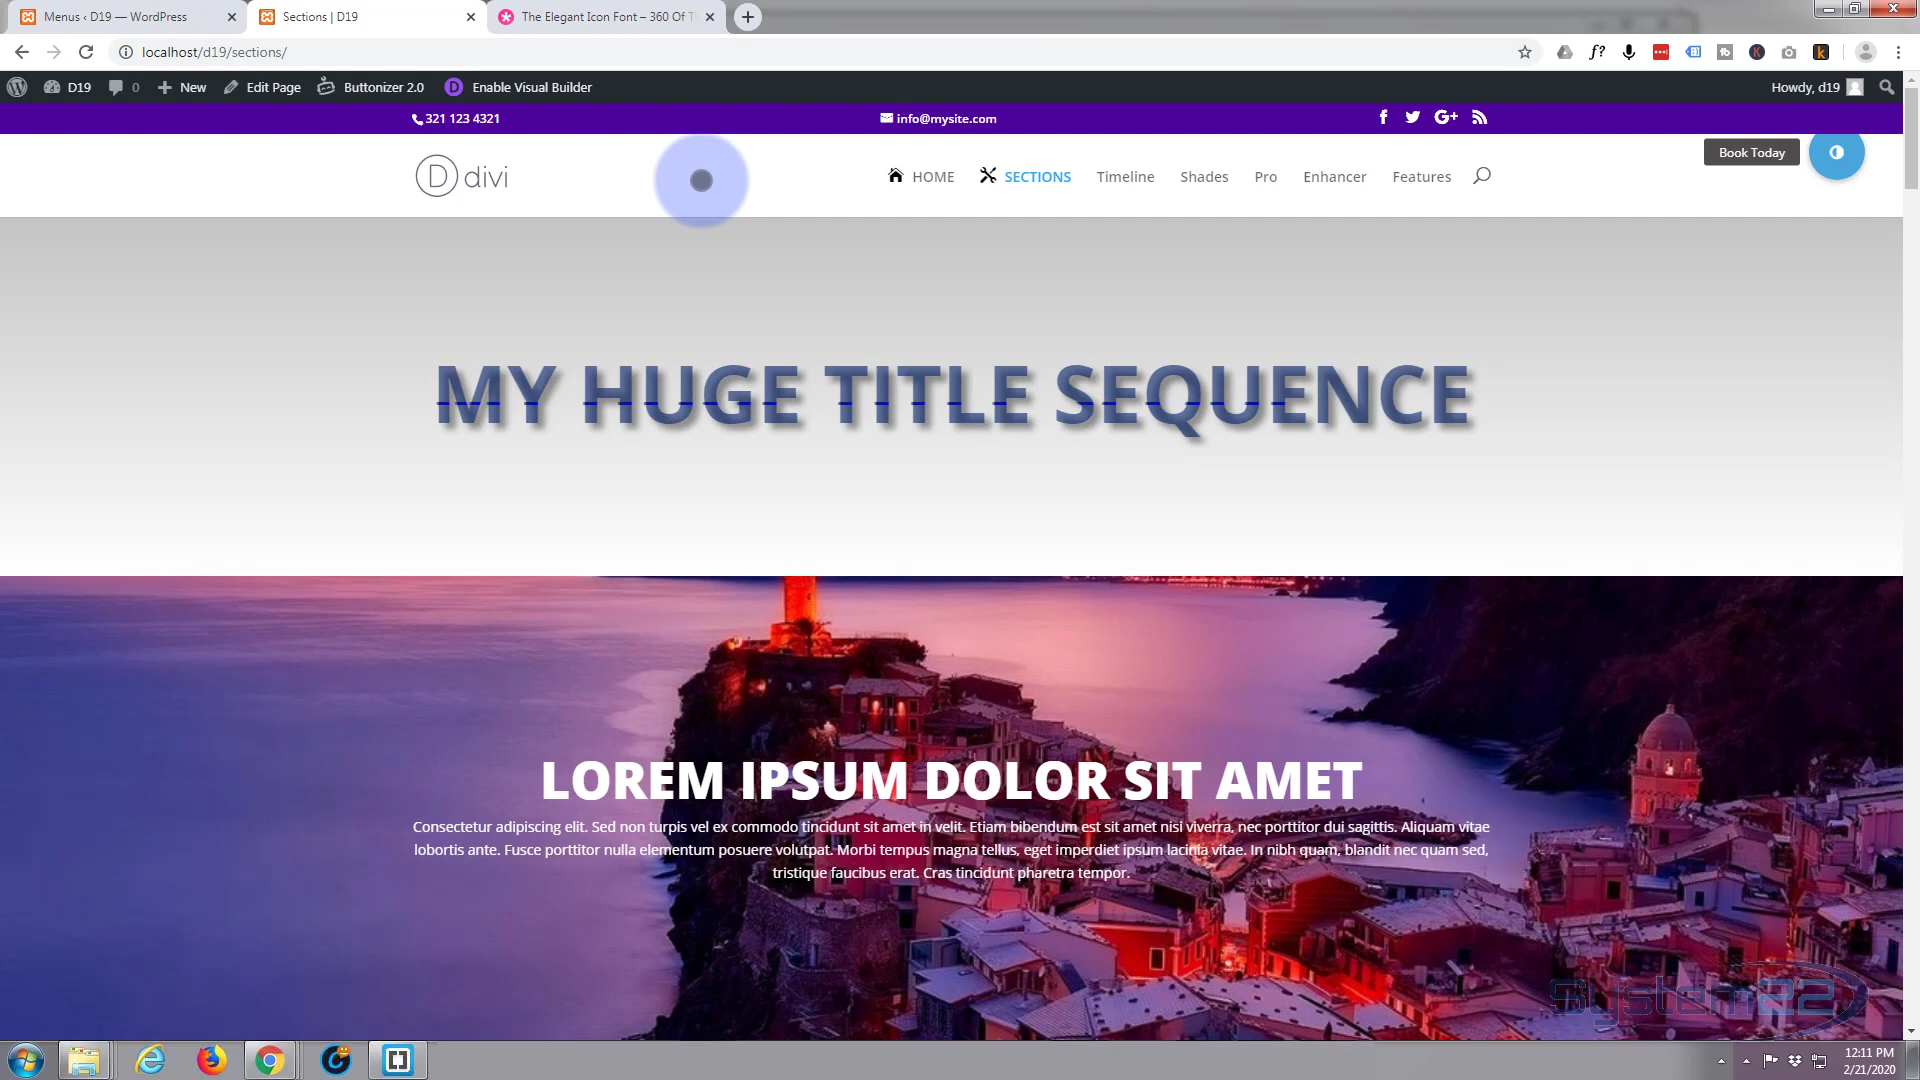 Menus ‹ D19 — WordPress
Sections | D19
The Elegant Icon Font – 360 Of T
localhost/d19/sections/
D19 0 New Edit Page Buttonizer 2.0 Enable Visual Builder
Howdy, d19
321 123 4321
info@mysite.com
Book Today
D divi
HOME SECTIONS Timeline Shades Pro Enhancer Features
MY HUGE TITLE SEQUENCE
LOREM IPSUM DOLOR SIT AMET
Consectetur adipiscing elit. Sed non turpis vel ex commodo tincidunt sit amet in velit. Etiam bibendum est sit amet nisi viverra, nec porttitor dui sagittis. Aliquam vitae
lobortis ante. Fusce porttitor nulla elementum posuere volutpat. Morbi tempus magna tellus, eget imperdiet ipsum lacinia vitae. In nibh quam, blandit nec quam sed,
tristique faucibus erat. Cras tincidunt pharetra tempor.
System22
12:11 PM
2/21/2020